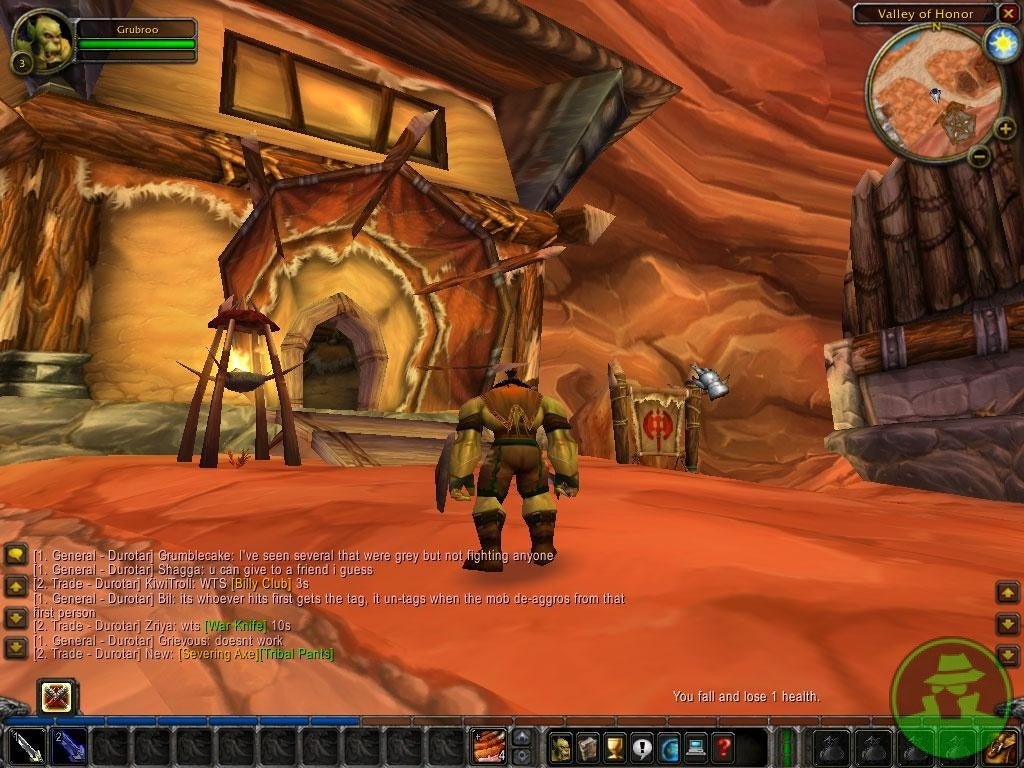 Grubroo
3
Valley of Honor
N
[1. General - Durotar] Grumblecake: I've seen several that were grey but not fighting anyone
[1. General - Durotar] Shagga: u can give to a friend i guess
[2. Trade - Durotar] KiwiTroll: WTS [Billy Club] 3s
[1. General - Durotar] Bil: its whoever hits first gets the tag, it un-tags when the mob de-aggros from that
first person
[2. Trade - Durotar] Zriya: wts [War Knife] 10s
[1. General - Durotar] Grievous: doesnt work
[2. Trade - Durotar] New: [Severing Axe][Tribal Pants]
You fall and lose 1 health.
1 2 4